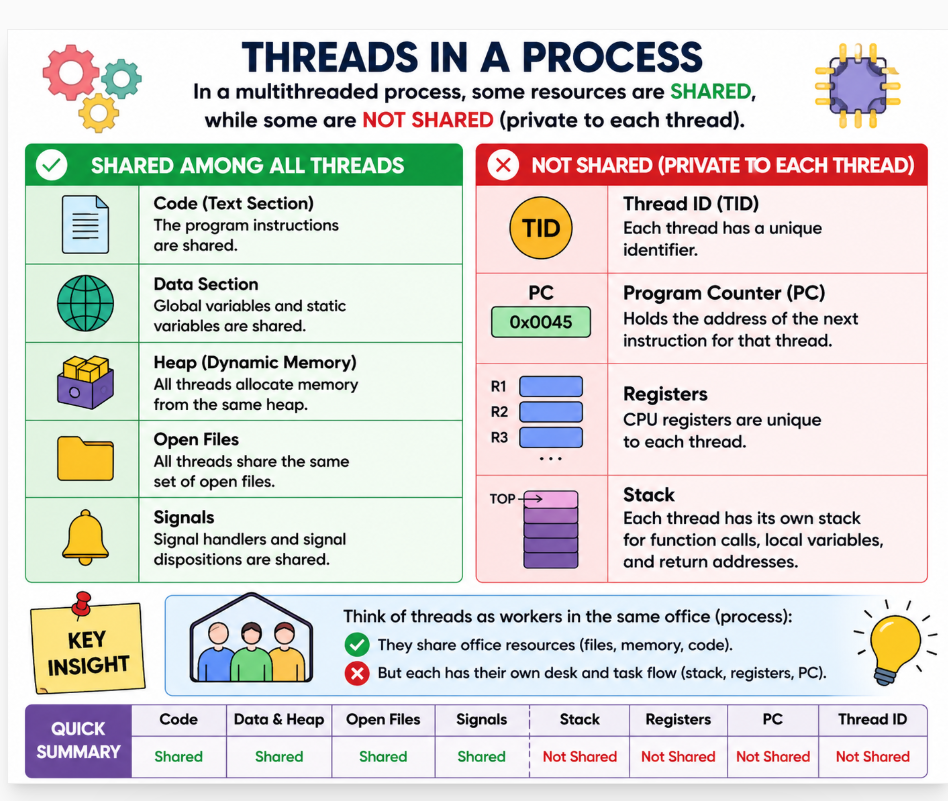 THREADS IN A PROCESS
In a multithreaded process, some resources are SHARED,
while some are NOT SHARED (private to each thread).
SHARED AMONG ALL THREADS
Code (Text Section)
The program instructions
are shared.
Data Section
Global variables and static
variables are shared.
Heap (Dynamic Memory)
All threads allocate memory
from the same heap.
Open Files
All threads share the same
set of open files.
Signals
Signal handlers and signal
dispositions are shared.
NOT SHARED (PRIVATE TO EACH THREAD)
TID
Thread ID (TID)
Each thread has a unique
identifier.
PC
0x0045
Program Counter (PC)
Holds the address of the next
instruction for that thread.
R1
R2
R3
...
Registers
CPU registers are unique
to each thread.
TOP
Stack
Each thread has its own stack
for function calls, local variables,
and return addresses.
KEY
INSIGHT
Think of threads as workers in the same office (process):
They share office resources (files, memory, code).
But each has their own desk and task flow (stack, registers, PC).
QUICK
SUMMARY
Code Data & Heap Open Files Signals Stack Registers PC Thread ID
Shared Shared Shared Shared Not Shared Not Shared Not Shared Not Shared